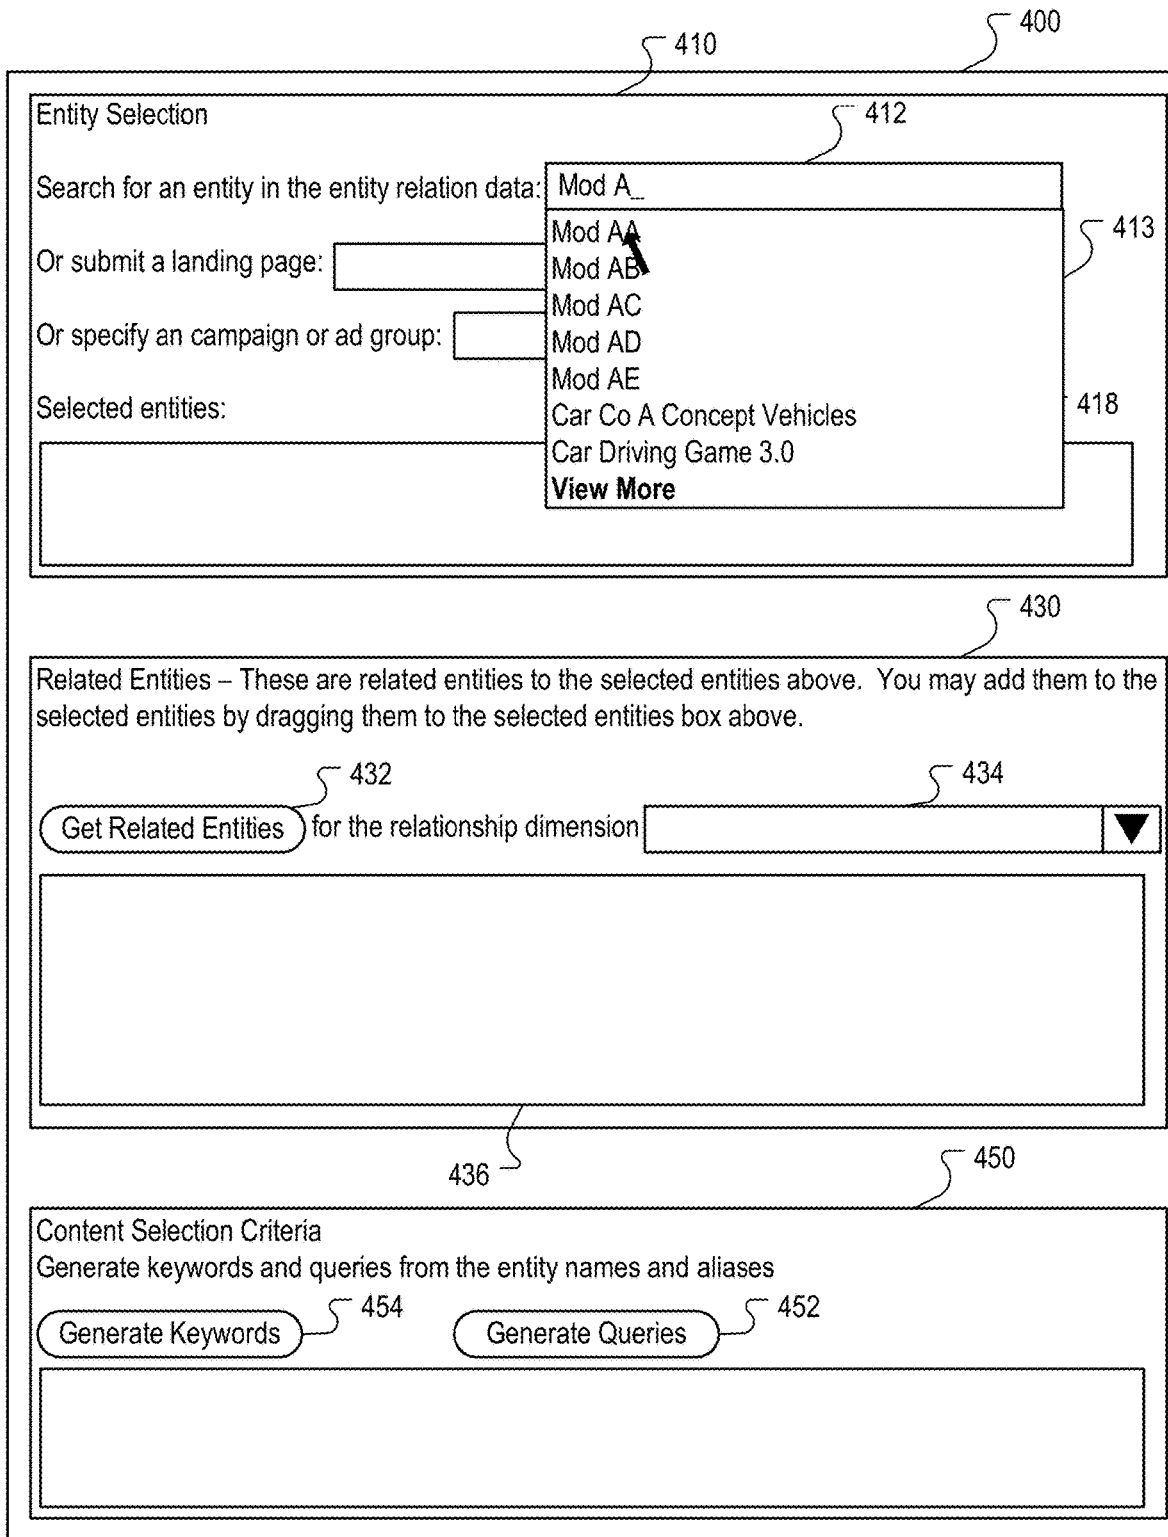 400
410
Entity Selection
412
Search for an entity in the entity relation data: Mod A_
Mod AA
413
Or submit a landing page:
Mod AB
Mod AC
Or specify an campaign or ad group:
Mod AD
Mod AE
Selected entities:
418
Car Co A Concept Vehicles
Car Driving Game 3.0
View More
430
Related Entities – These are related entities to the selected entities above. You may add them to the
selected entities by dragging them to the selected entities box above.
432
434
Get Related Entities for the relationship dimension
436
450
Content Selection Criteria
Generate keywords and queries from the entity names and aliases
454
452
Generate Keywords
Generate Queries